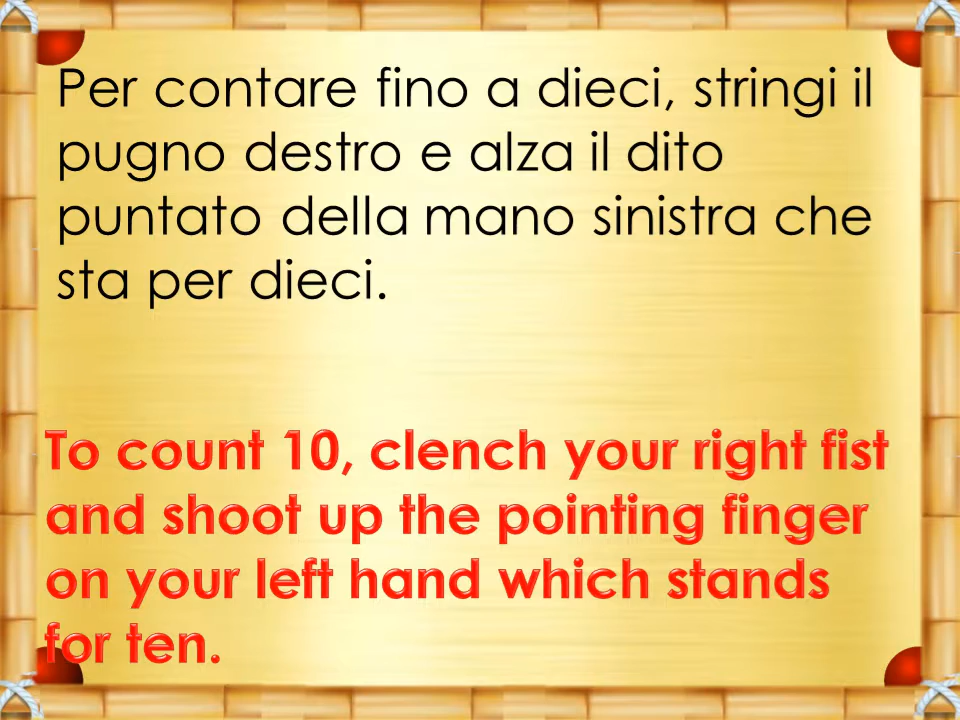 Per contare fino a dieci, stringi il
pugno destro e alza il dito
puntato della mano sinistra che
sta per dieci.
To count 10, clench your right fist
and shoot up the pointing finger
on your left hand which stands
for ten.